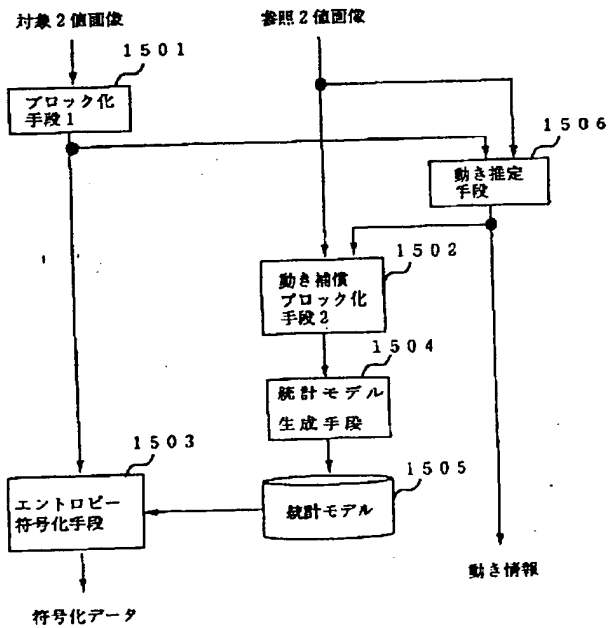 対象2値画像
参照2値画像
1501
ブロック化
手段1
1506
動き推定
手段
1502
動き補償
ブロック化
手段2
1504
統計モデル
生成手段
1503
エントロピー
符号化手段
1505
統計モデル
動き情報
符号化データ